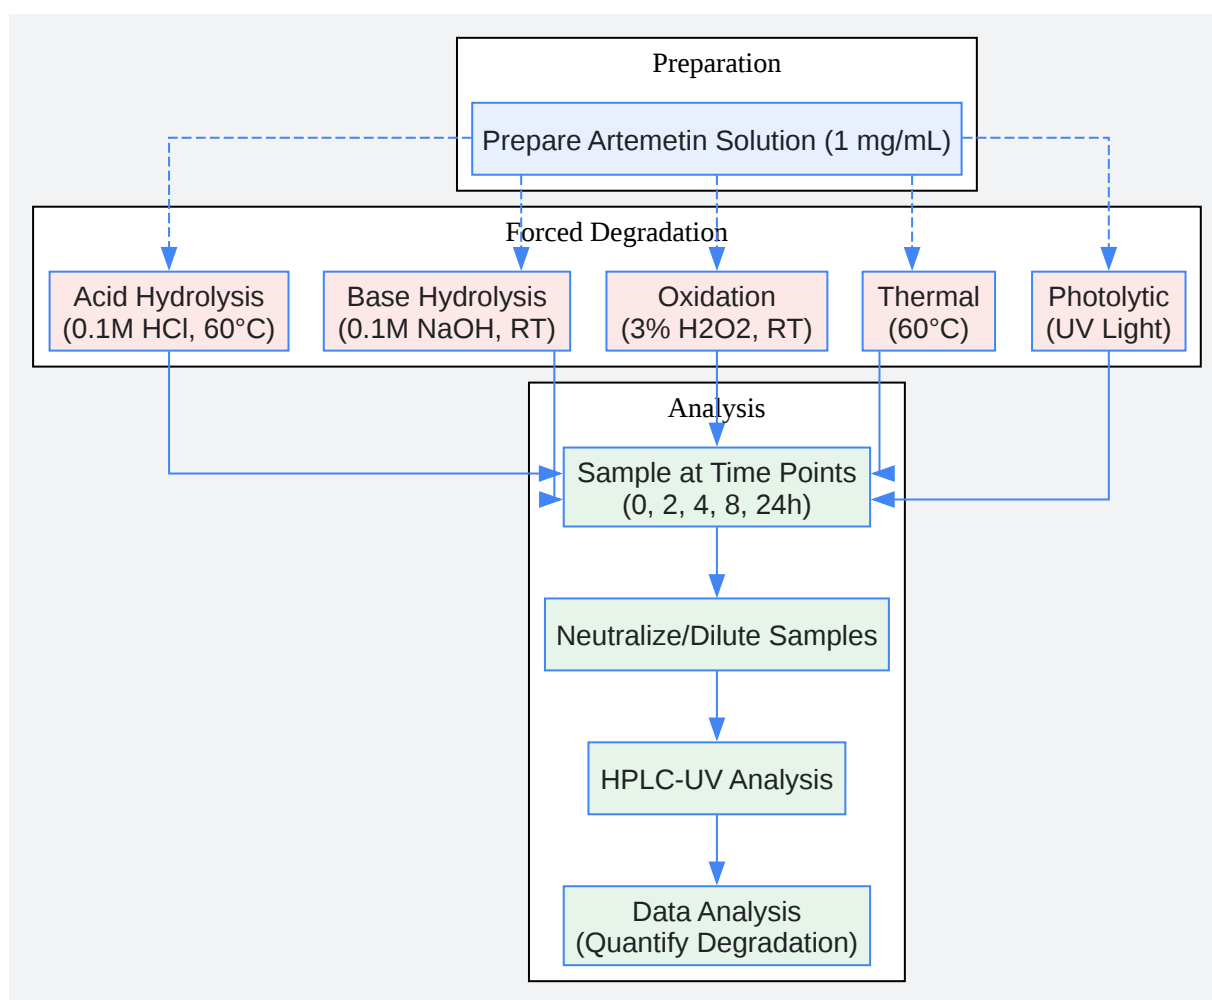 Preparation
Prepare Artemetin Solution (1 mg/mL)
Forced Degradation
Acid Hydrolysis
(0.1M HCl, 60°C)
Base Hydrolysis
(0.1M NaOH, RT)
Oxidation
(3% H2O2, RT)
Thermal
(60°C)
Photolytic
(UV Light)
Analysis
Sample at Time Points
(0, 2, 4, 8, 24h)
Neutralize/Dilute Samples
HPLC-UV Analysis
Data Analysis
(Quantify Degradation)